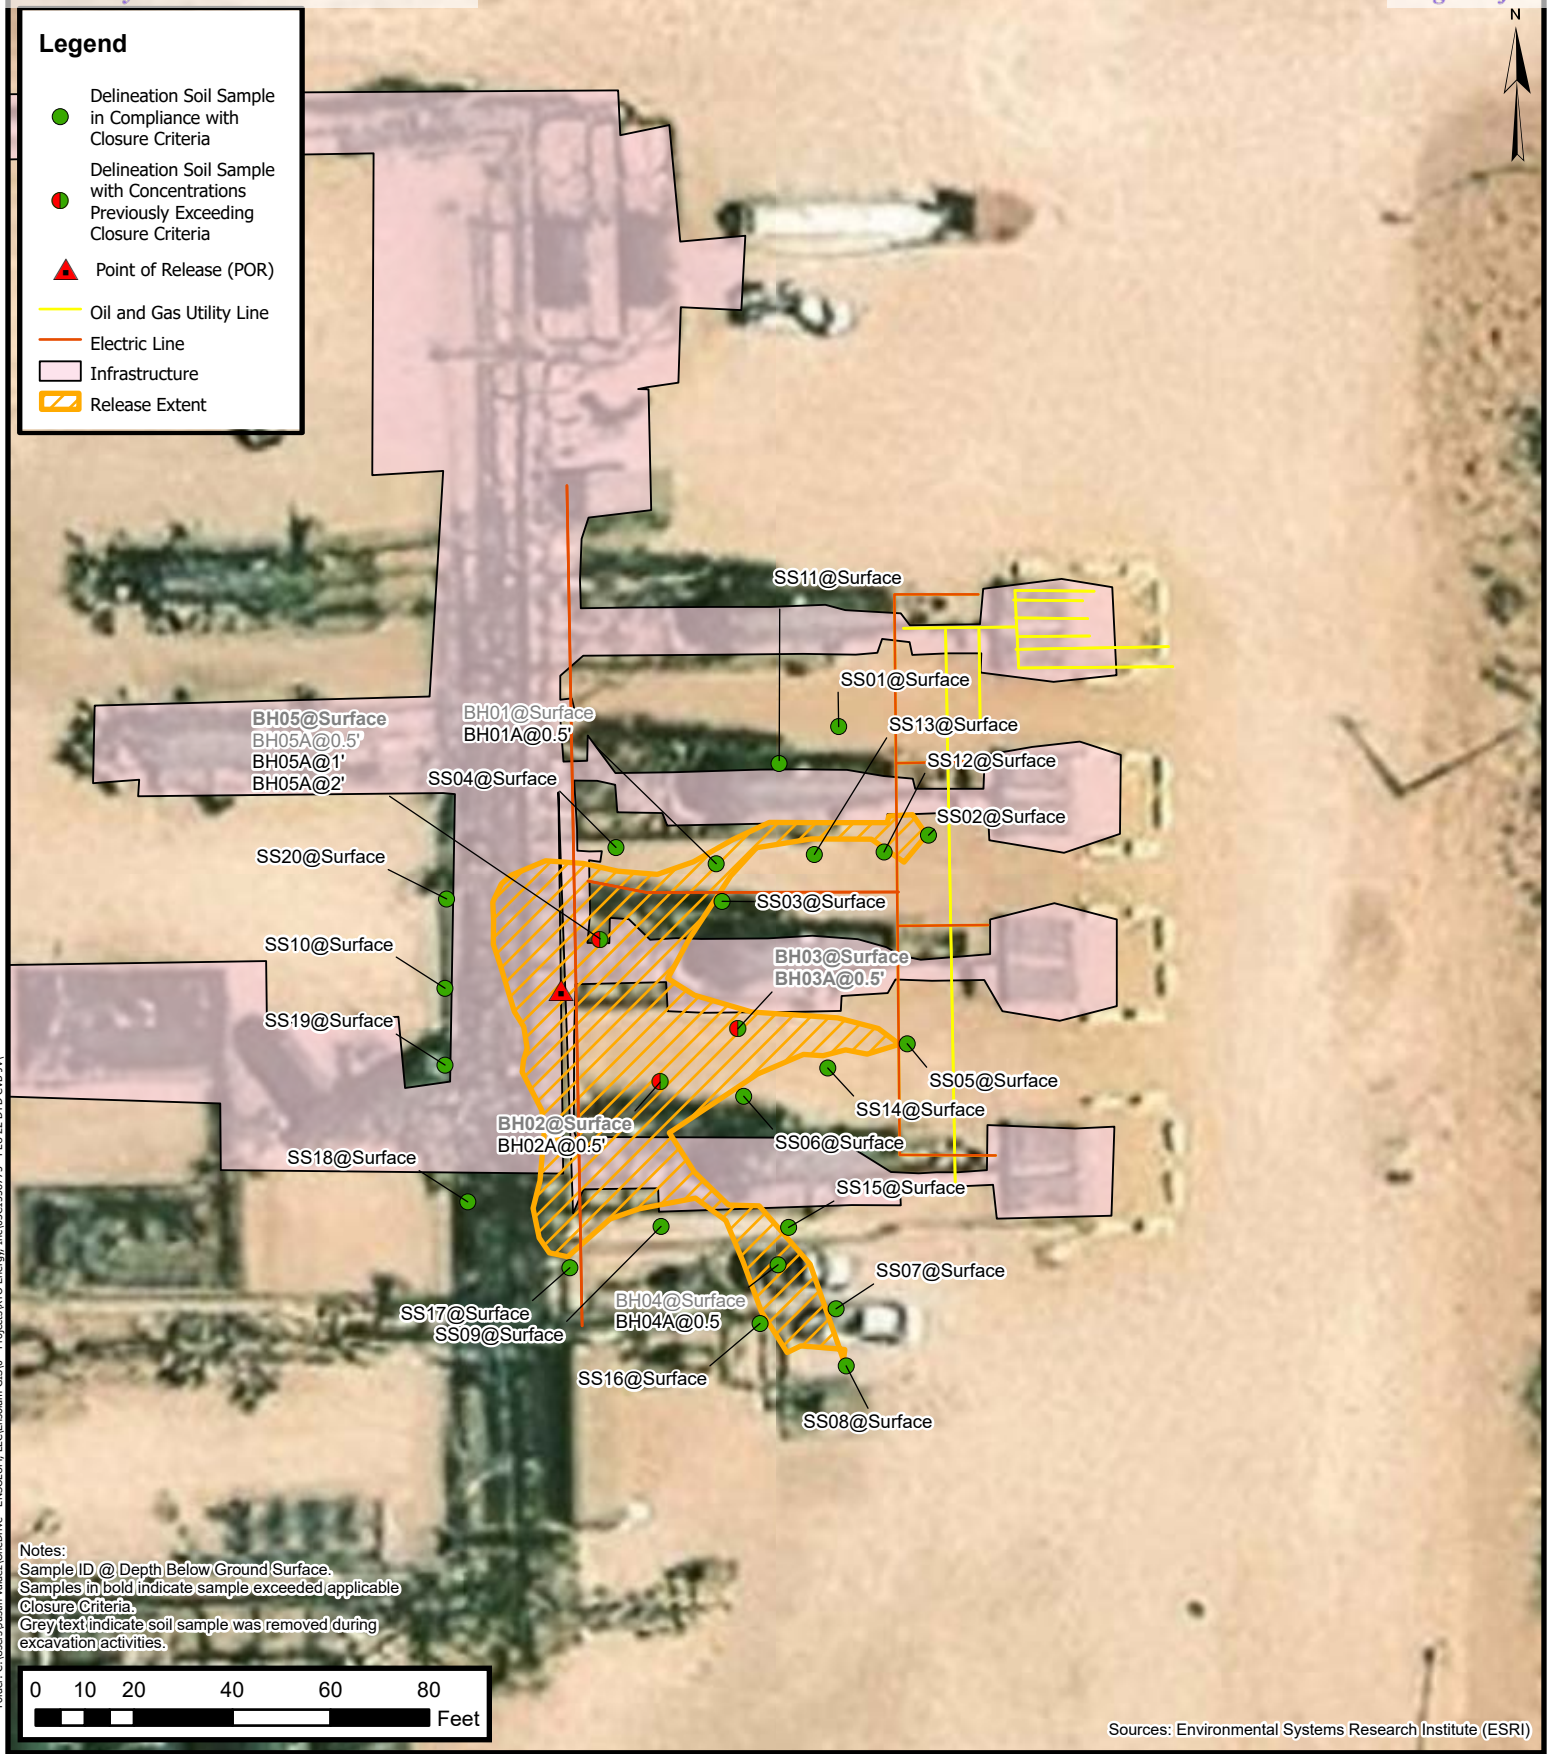 N
Legend
Delineation Soil Sample
in Compliance with
Closure Criteria
Delineation Soil Sample
with Concentrations
Previously Exceeding
Closure Criteria
Point of Release (POR)
Oil and Gas Utility Line
Electric Line
Infrastructure
Release Extent
SS11@Surface
SS01@Surface
SS13@Surface
SS12@Surface
SS02@Surface
BH05@Surface
BH05A@0.5'
BH05A@1'
BH05A@2'
BH01@Surface
BH01A@0.5'
SS04@Surface
SS20@Surface
SS03@Surface
SS10@Surface
BH03@Surface
BH03A@0.5'
SS19@Surface
SS05@Surface
SS14@Surface
BH02@Surface
BH02A@0.5'
SS06@Surface
SS18@Surface
SS15@Surface
SS07@Surface
SS17@Surface
SS09@Surface
BH04@Surface
BH04A@0.5
SS16@Surface
SS08@Surface
Notes:
Sample ID @ Depth Below Ground Surface.
Samples in bold indicate sample exceeded applicable
Closure Criteria.
Grey text indicate soil sample was removed during
excavation activities.
0 10 20 40 60 80
Feet
Sources: Environmental Systems Research Institute (ESRI)